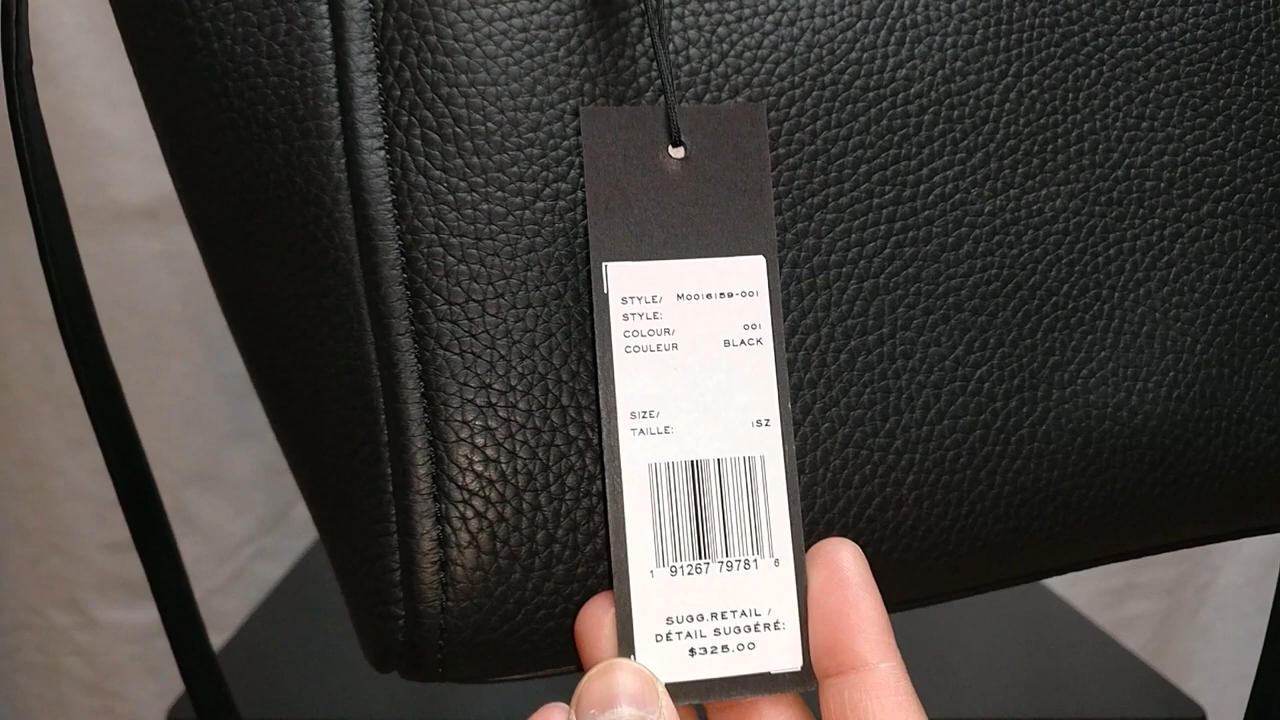 STYLE/ M0016159-001
STYLE:
COLOUR/ 001
COULEUR BLACK
SIZE/
TAILLE: 1SZ
1 91267 79781 6
SUGG.RETAIL /
DÉTAIL SUGGÉRÉ:
$325.00